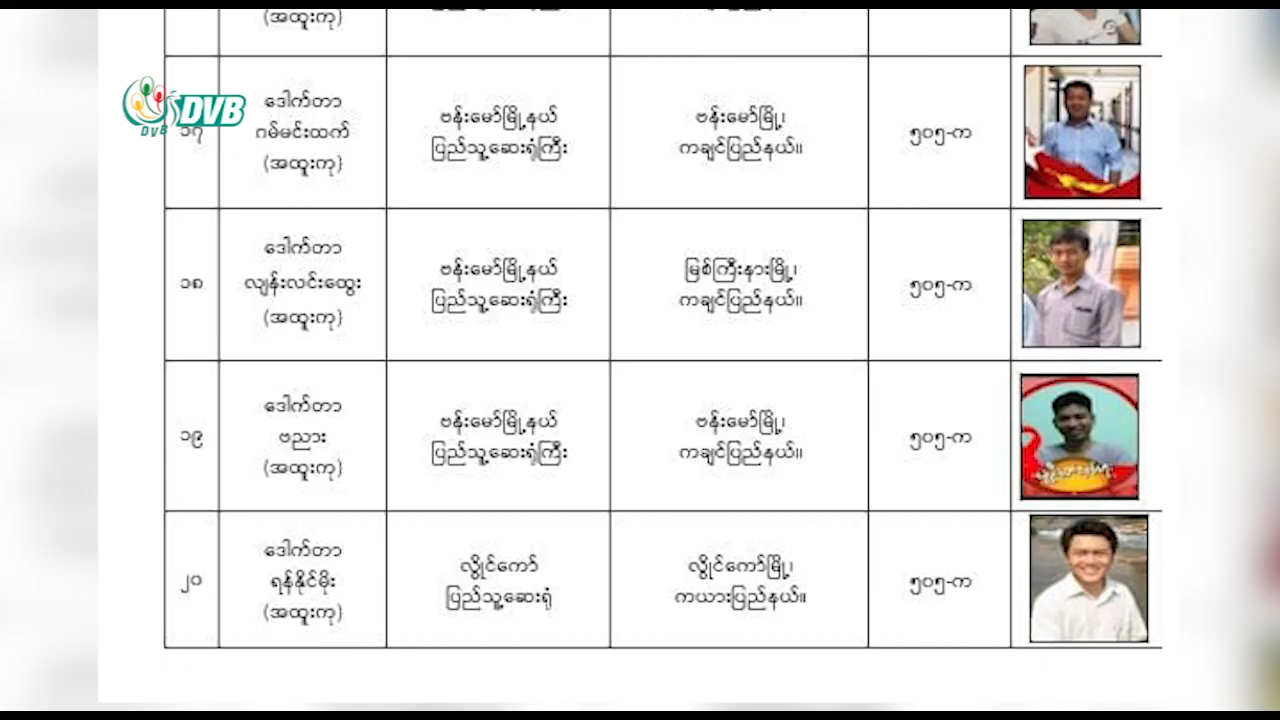 (အထူးကု)
DVB
DVB
၁၇
ဒေါက်တာ
ဂမ်မင်းထက်
(အထူးကု)
ဗန်းမော်မြို့နယ်
ပြည်သူ့ဆေးရုံကြီး
ဗန်းမော်မြို့၊
ကချင်ပြည်နယ်။
၅၀၅-က
၁၈
ဒေါက်တာ
လျန်းလင်းထွေး
(အထူးကု)
ဗန်းမော်မြို့နယ်
ပြည်သူ့ဆေးရုံကြီး
မြစ်ကြီးနားမြို့၊
ကချင်ပြည်နယ်။
၅၀၅-က
၁၉
ဒေါက်တာ
ဗညား
(အထူးကု)
ဗန်းမော်မြို့နယ်
ပြည်သူ့ဆေးရုံကြီး
ဗန်းမော်မြို့၊
ကချင်ပြည်နယ်။
၅၀၅-က
၂၀
ဒေါက်တာ
ရန်နိုင်မိုး
(အထူးကု)
လွိုင်ကော်
ပြည်သူ့ဆေးရုံ
လွိုင်ကော်မြို့၊
ကယားပြည်နယ်။
၅၀၅-က